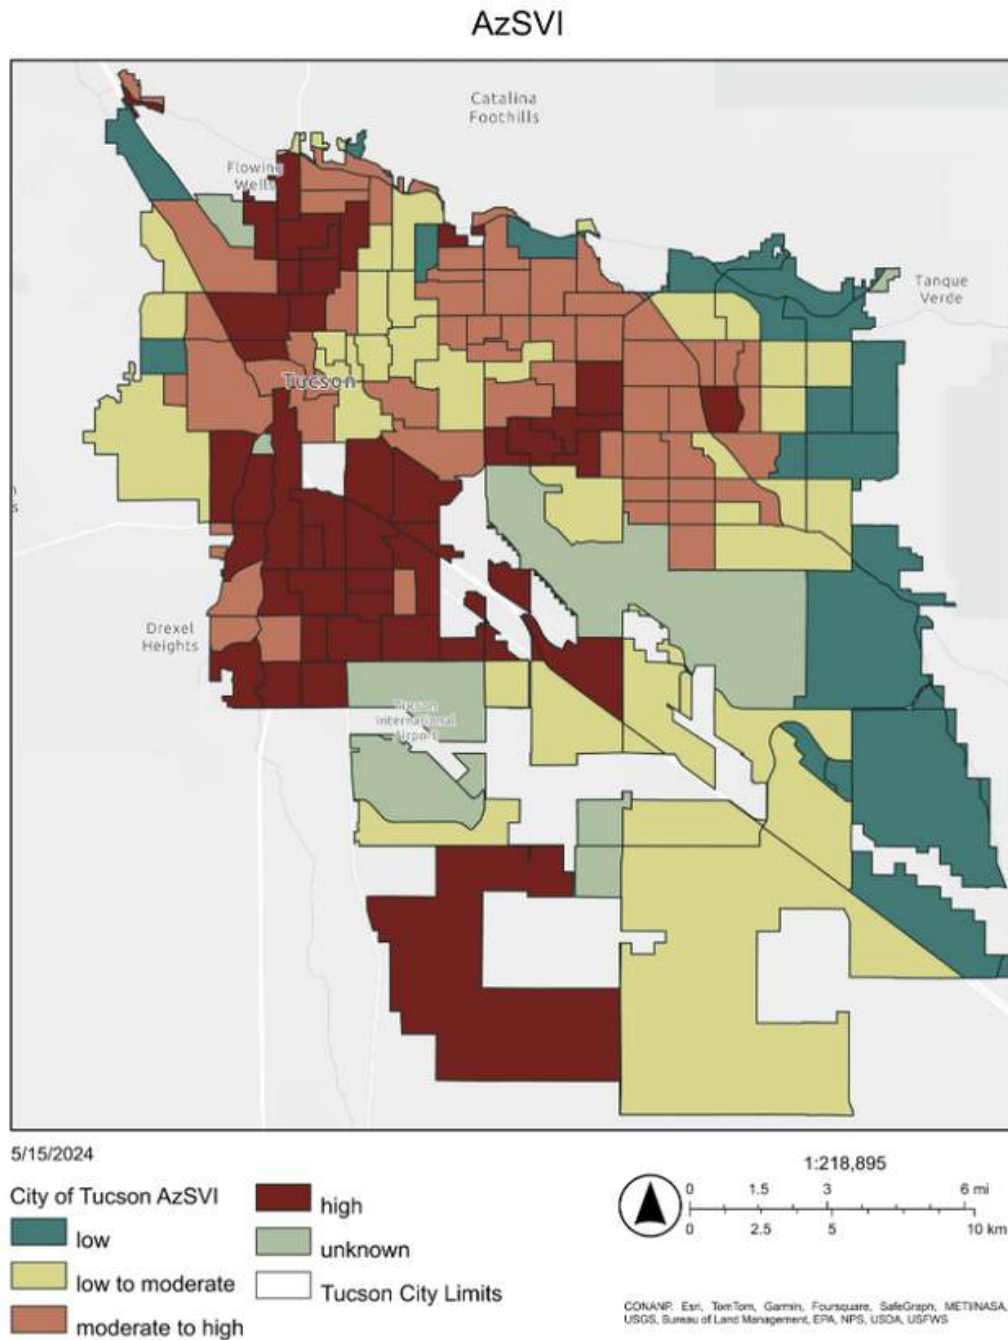 AzSVI
Catalina
Foothills
Flowing
Wells
Tanque
Verde
Tucson
s
Drexel
Heights
Tucson
International
Airport
5/15/2024
1:218,895
City of Tucson AzSVI
low
low to moderate
moderate to high
high
unknown
Tucson City Limits
0 1.5 3 6 mi
0 2.5 5 10 km
CONANP, Esri, TomTom, Garmin, Foursquare, SafeGraph, METI/NASA,
USGS, Bureau of Land Management, EPA, NPS, USDA, USFWS